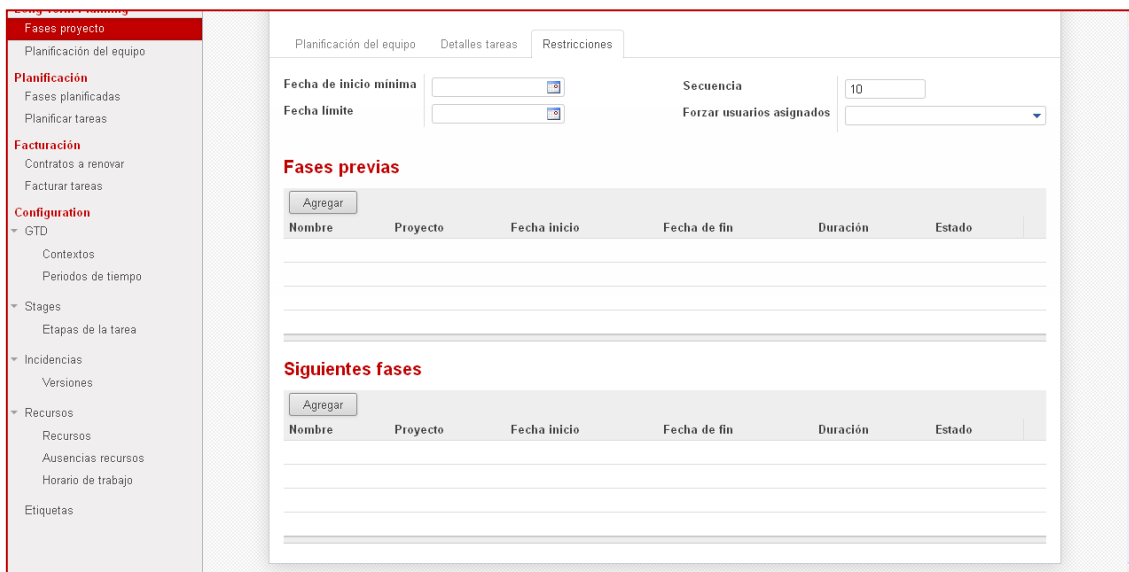 Long Term Planning
Fases proyecto
Planificación del equipo
Planificación
Fases planificadas
Planificar tareas
Facturación
Contratos a renovar
Facturar tareas
Configuration
GTD
Contextos
Periodos de tiempo
Stages
Etapas de la tarea
Incidencias
Versiones
Recursos
Recursos
Ausencias recursos
Horario de trabajo
Etiquetas
Planificación del equipo Detalles tareas Restricciones
Fecha de inicio mínima Secuencia 10
Fecha límite Forzar usuarios asignados
Fases previas
Agregar
Nombre Proyecto Fecha inicio Fecha de fin Duración Estado
Siguientes fases
Agregar
Nombre Proyecto Fecha inicio Fecha de fin Duración Estado